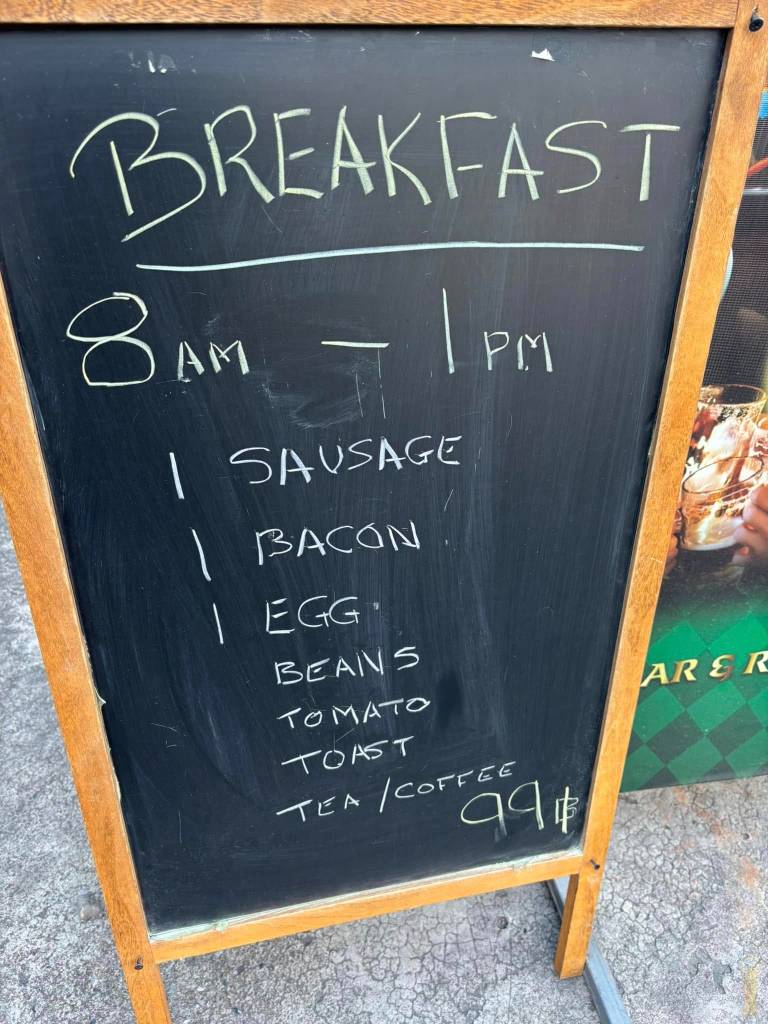 BREAKFAST
8 AM - 1 PM
1 SAUSAGE
1 BACON
1 EGG
BEANS
TOMATO
TOAST
TEA / COFFEE
99฿
AR & R